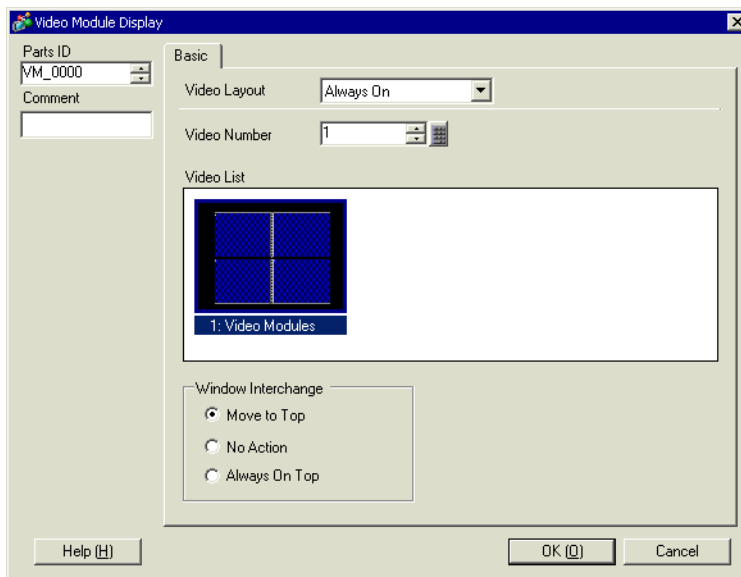 Video Module Display
Parts ID
VM_0000
Comment
Basic
Video Layout
Always On
Video Number
1
Video List
1: Video Modules
Window Interchange
Move to Top
No Action
Always On Top
Help (H)
OK (O)
Cancel